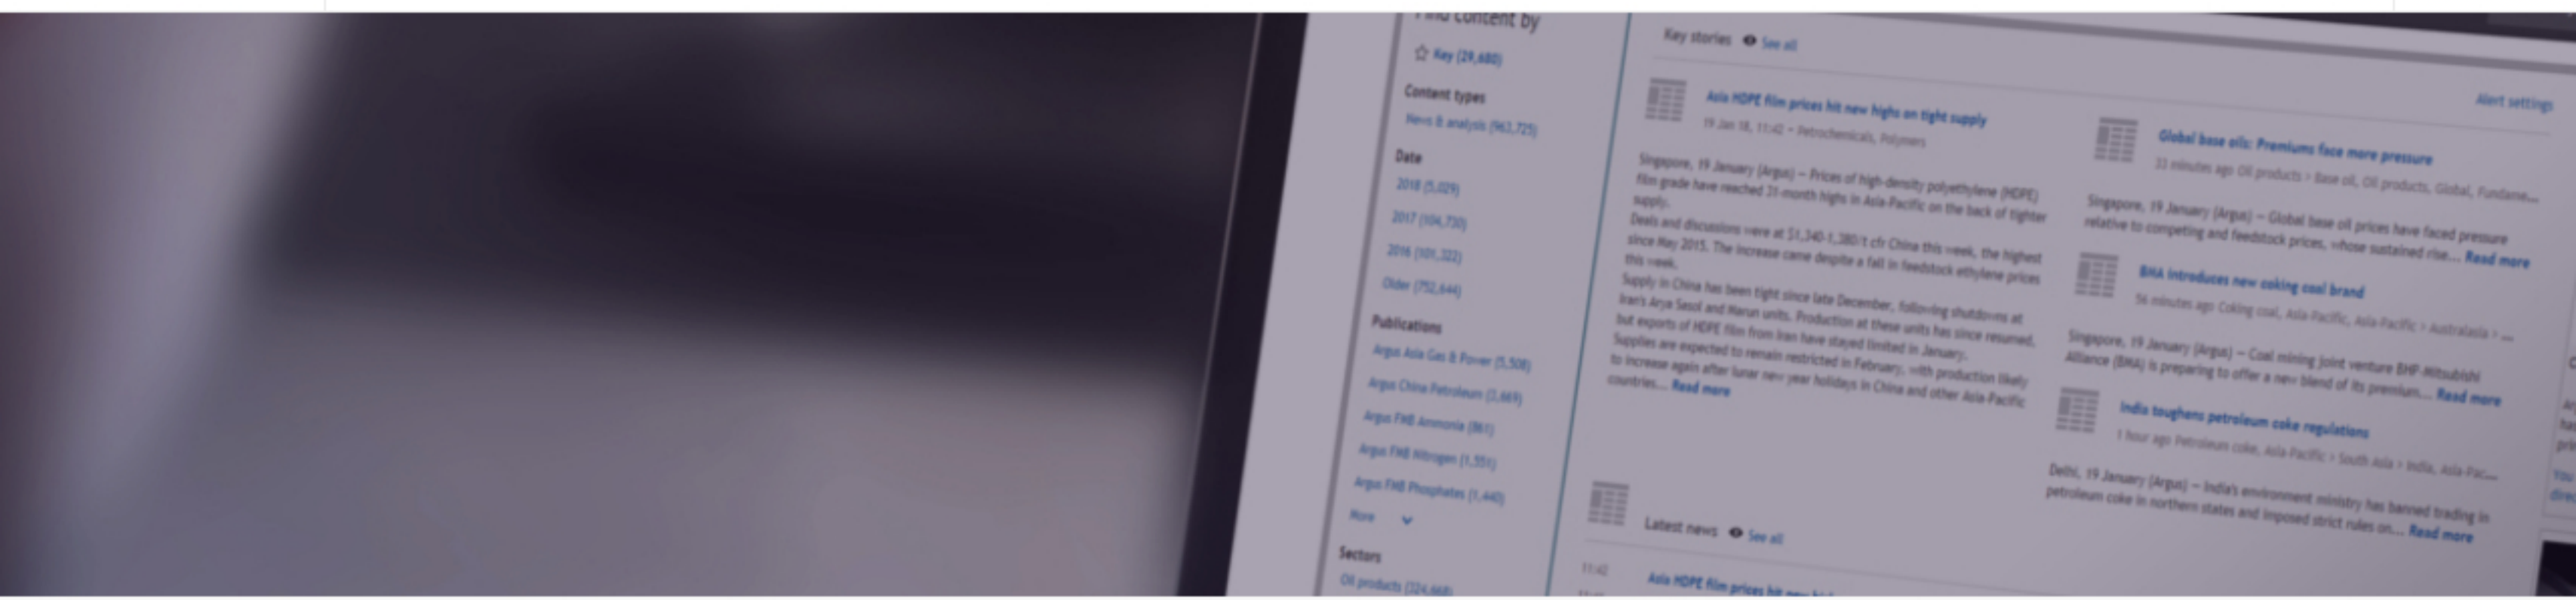 Find content by
Key (29,680)
Content types
News & analysis (963,725)
Date
2018 (5,029)
2017 (104,730)
2016 (101,322)
Older (752,644)
Publications
Argus Asia Gas & Power (5,508)
Argus China Petroleum (3,669)
Argus FMB Ammonia (861)
Argus FMB Nitrogen (1,551)
Argus FMB Phosphates (1,440)
More
Sectors
Oil products (324,668)
Key stories See all
Asia HDPE film prices hit new highs on tight supply
19 Jan 18, 11:42 – Petrochemicals, Polymers
Singapore, 19 January (Argus) — Prices of high-density polyethylene (HDPE)
film grade have reached 31-month highs in Asia-Pacific on the back of tighter
supply.
Deals and discussions were at $1,340-1,380/t cfr China this week, the highest
since May 2015. The increase came despite a fall in feedstock ethylene prices
this week.
Supply in China has been tight since late December, following shutdowns at
Iran's Arya Sasol and Marun units. Production at these units has since resumed,
but exports of HDPE film from Iran have stayed limited in January.
Supplies are expected to remain restricted in February, with production likely
to increase again after lunar new year holidays in China and other Asia-Pacific
countries... Read more
Latest news See all
11:42
Asia HDPE film prices hit new
Alert settings
Global base oils: Premiums face more pressure
33 minutes ago Oil products > Base oil, Oil products, Global, Fundame...
Singapore, 19 January (Argus) — Global base oil prices have faced pressure
relative to competing and feedstock prices, whose sustained rise... Read more
BMA introduces new coking coal brand
56 minutes ago Coking coal, Asia-Pacific, Asia-Pacific > Australasia > ...
Singapore, 19 January (Argus) — Coal mining joint venture BHP-Mitsubishi
Alliance (BMA) is preparing to offer a new blend of its premium... Read more
India toughens petroleum coke regulations
1 hour ago Petroleum coke, Asia-Pacific > South Asia > India, Asia-Pac...
Delhi, 19 January (Argus) — India's environment ministry has banned trading in
petroleum coke in northern states and imposed strict rules on... Read more
You